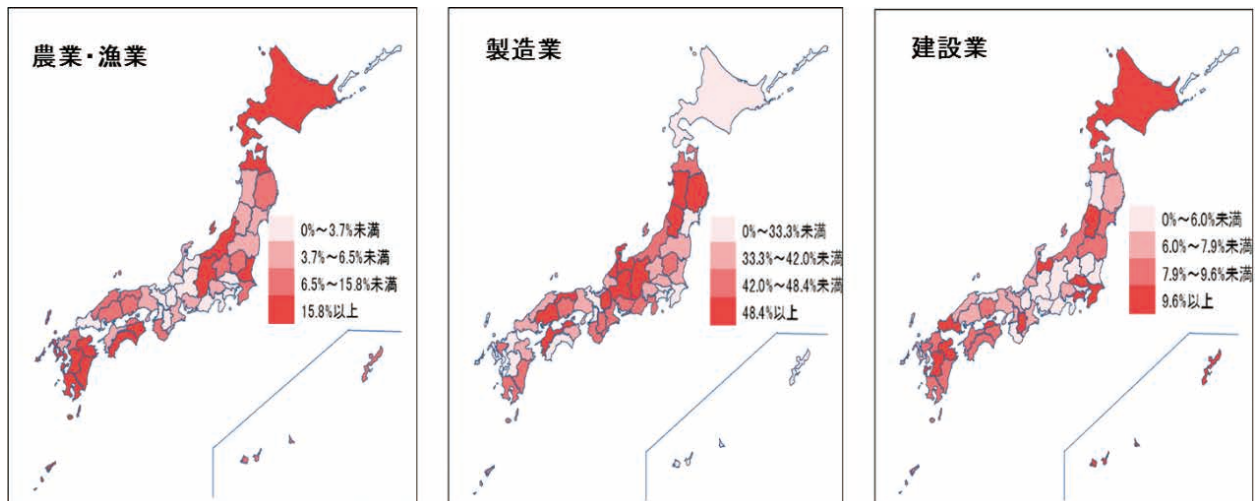 農業・漁業
0%～3.7%未満
3.7%～6.5%未満
6.5%～15.8%未満
15.8%以上
製造業
0%～33.3%未満
33.3%～42.0%未満
42.0%～48.4%未満
48.4%以上
建設業
0%～6.0%未満
6.0%～7.9%未満
7.9%～9.6%未満
9.6%以上